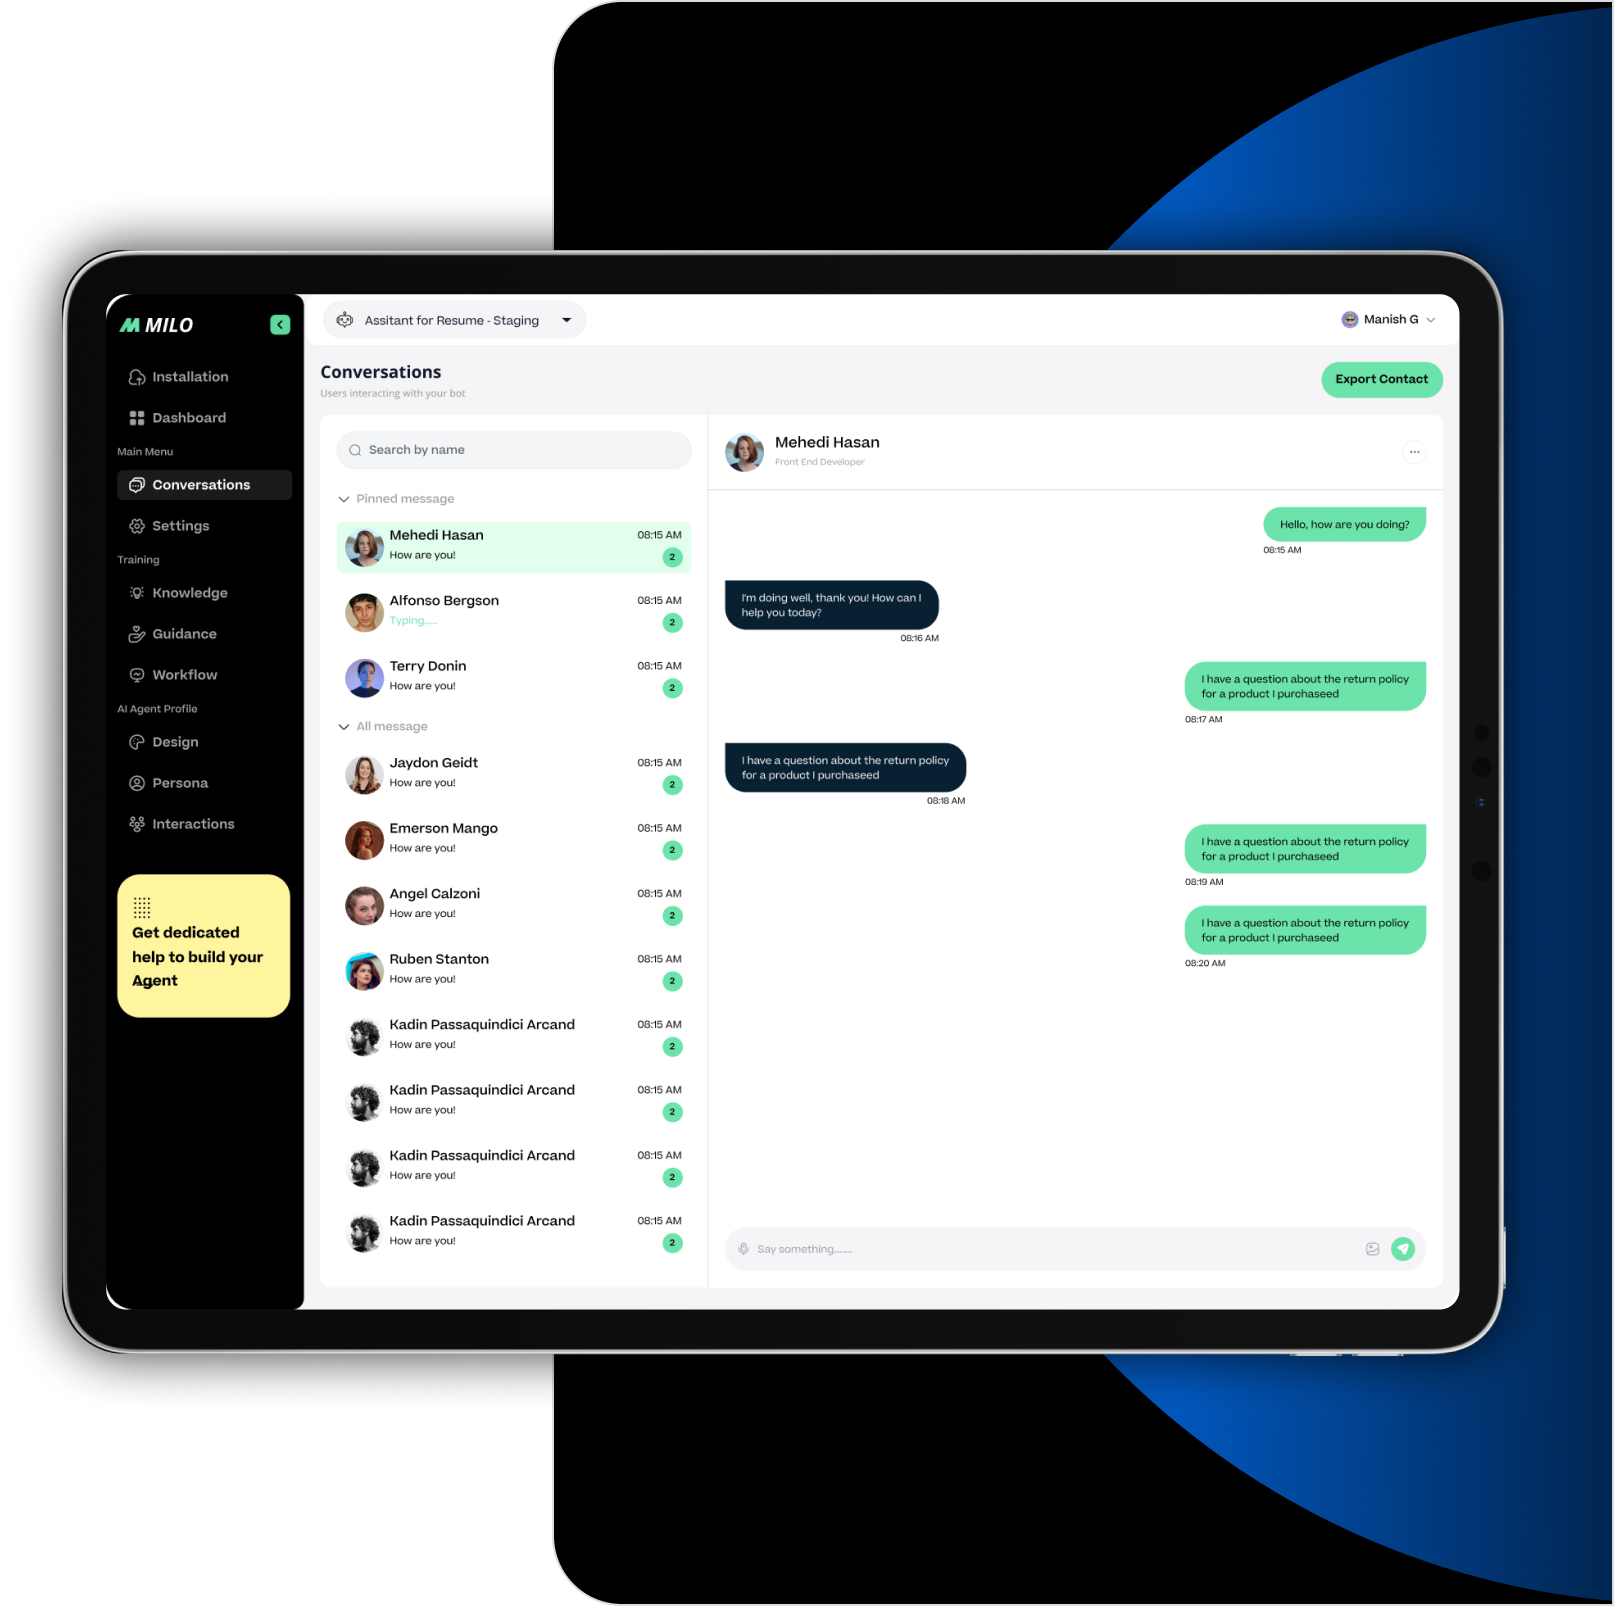 MILO
Installation
Dashboard
Main Menu
Conversations
Settings
Training
Knowledge
Guidance
Workflow
AI Agent Profile
Design
Persona
Interactions
Get dedicated
help to build your
Agent
Assitant for Resume - Staging
Manish G
Conversations
Users interacting with your bot
Export Contact
Search by name
Pinned message
Mehedi Hasan 08:15 AM
How are you! 2
Alfonso Bergson 08:15 AM
Typing..... 2
Terry Donin 08:15 AM
How are you! 2
All message
Jaydon Geidt 08:15 AM
How are you! 2
Emerson Mango 08:15 AM
How are you! 2
Angel Calzoni 08:15 AM
How are you! 2
Ruben Stanton 08:15 AM
How are you! 2
Kadin Passaquindici Arcand 08:15 AM
How are you! 2
Kadin Passaquindici Arcand 08:15 AM
How are you! 2
Kadin Passaquindici Arcand 08:15 AM
How are you! 2
Kadin Passaquindici Arcand 08:15 AM
How are you! 2
Mehedi Hasan
Front End Developer
Hello, how are you doing?
08:15 AM
I'm doing well, thank you! How can I
help you today?
08:16 AM
I have a question about the return policy
for a product I purchaseed
08:17 AM
I have a question about the return policy
for a product I purchaseed
08:18 AM
I have a question about the return policy
for a product I purchaseed
08:19 AM
I have a question about the return policy
for a product I purchaseed
08:20 AM
Say something.......